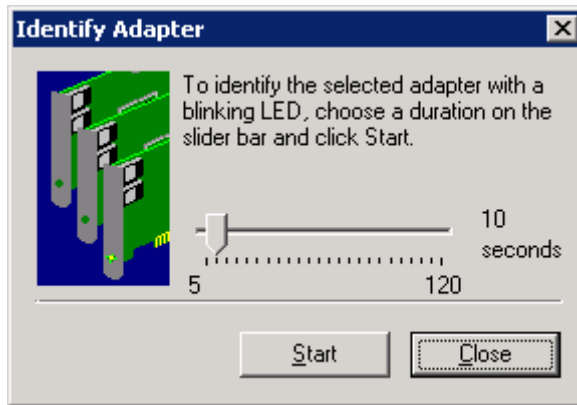 Identify Adapter
To identify the selected adapter with a
blinking LED, choose a duration on the
slider bar and click Start.
10
seconds
5 120
Start Close